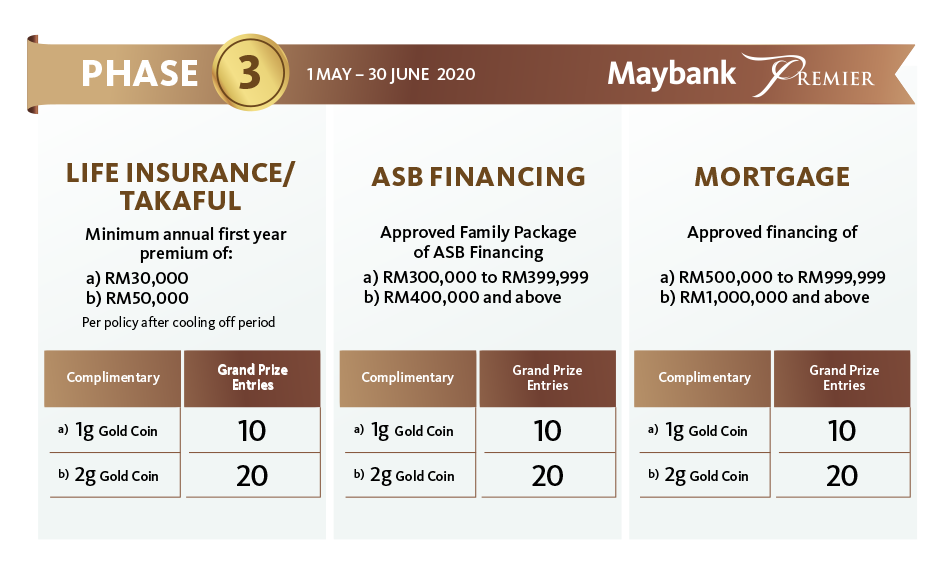 PHASE 3 1 MAY – 30 JUNE 2020 Maybank PREMIER
LIFE INSURANCE/
TAKAFUL
Minimum annual first year
premium of:
a) RM30,000
b) RM50,000
Per policy after cooling off period
Complimentary
Grand Prize
Entries
a) 1g Gold Coin 10
b) 2g Gold Coin 20
ASB FINANCING
Approved Family Package
of ASB Financing
a) RM300,000 to RM399,999
b) RM400,000 and above
Complimentary
Grand Prize
Entries
a) 1g Gold Coin 10
b) 2g Gold Coin 20
MORTGAGE
Approved financing of
a) RM500,000 to RM999,999
b) RM1,000,000 and above
Complimentary
Grand Prize
Entries
a) 1g Gold Coin 10
b) 2g Gold Coin 20